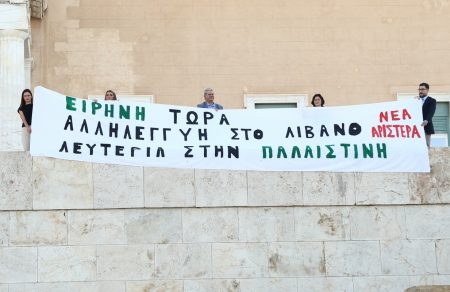 ΕΙΡΗΝΗ ΤΩΡΑ
ΑΛΛΗΛΕΓΓΥΗ ΣΤΟ ΛΙΒΑΝΟ
ΛΕΥΤΕΡΙΑ ΣΤΗΝ ΠΑΛΑΙΣΤΙΝΗ
ΝΕΑ
ΑΡΙΣΤΕΡΑ